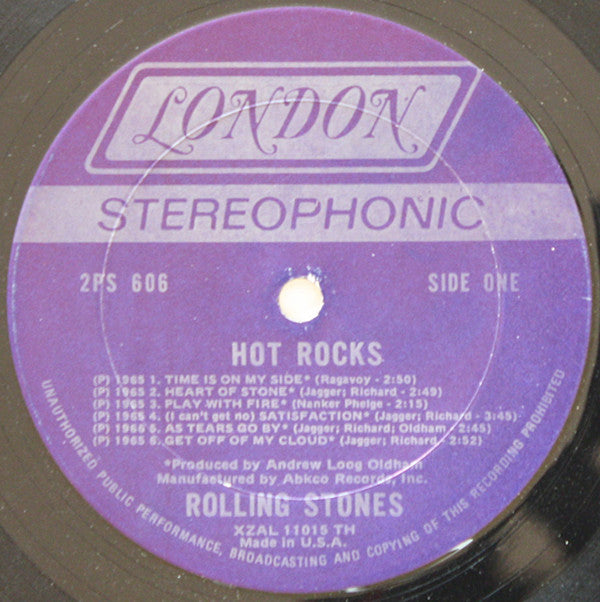 LONDON
STEREOPHONIC
2PS 606
SIDE ONE
HOT ROCKS
(P) 1965 1. TIME IS ON MY SIDE* (Ragavoy - 2:50)
(P) 1965 2. HEART OF STONE* (Jagger; Richard - 2:49)
(P) 1965 3. PLAY WITH FIRE* (Nanker Phelge - 2:15)
(P) 1965 4. (I can't get no) SATISFACTION* (Jagger; Richard - 3:45)
(P) 1965 5. AS TEARS GO BY* (Jagger; Richard; Oldham - 2:45)
(P) 1965 6. GET OFF OF MY CLOUD* (Jagger; Richard - 2:52)
*Produced by Andrew Loog Oldham
Manufactured by Abkco Records, Inc.
ROLLING STONES
XZAL 11015 TH
Made in U.S.A.
UNAUTHORIZED PUBLIC PERFORMANCE, BROADCASTING AND COPYING OF THIS RECORDING PROHIBITED